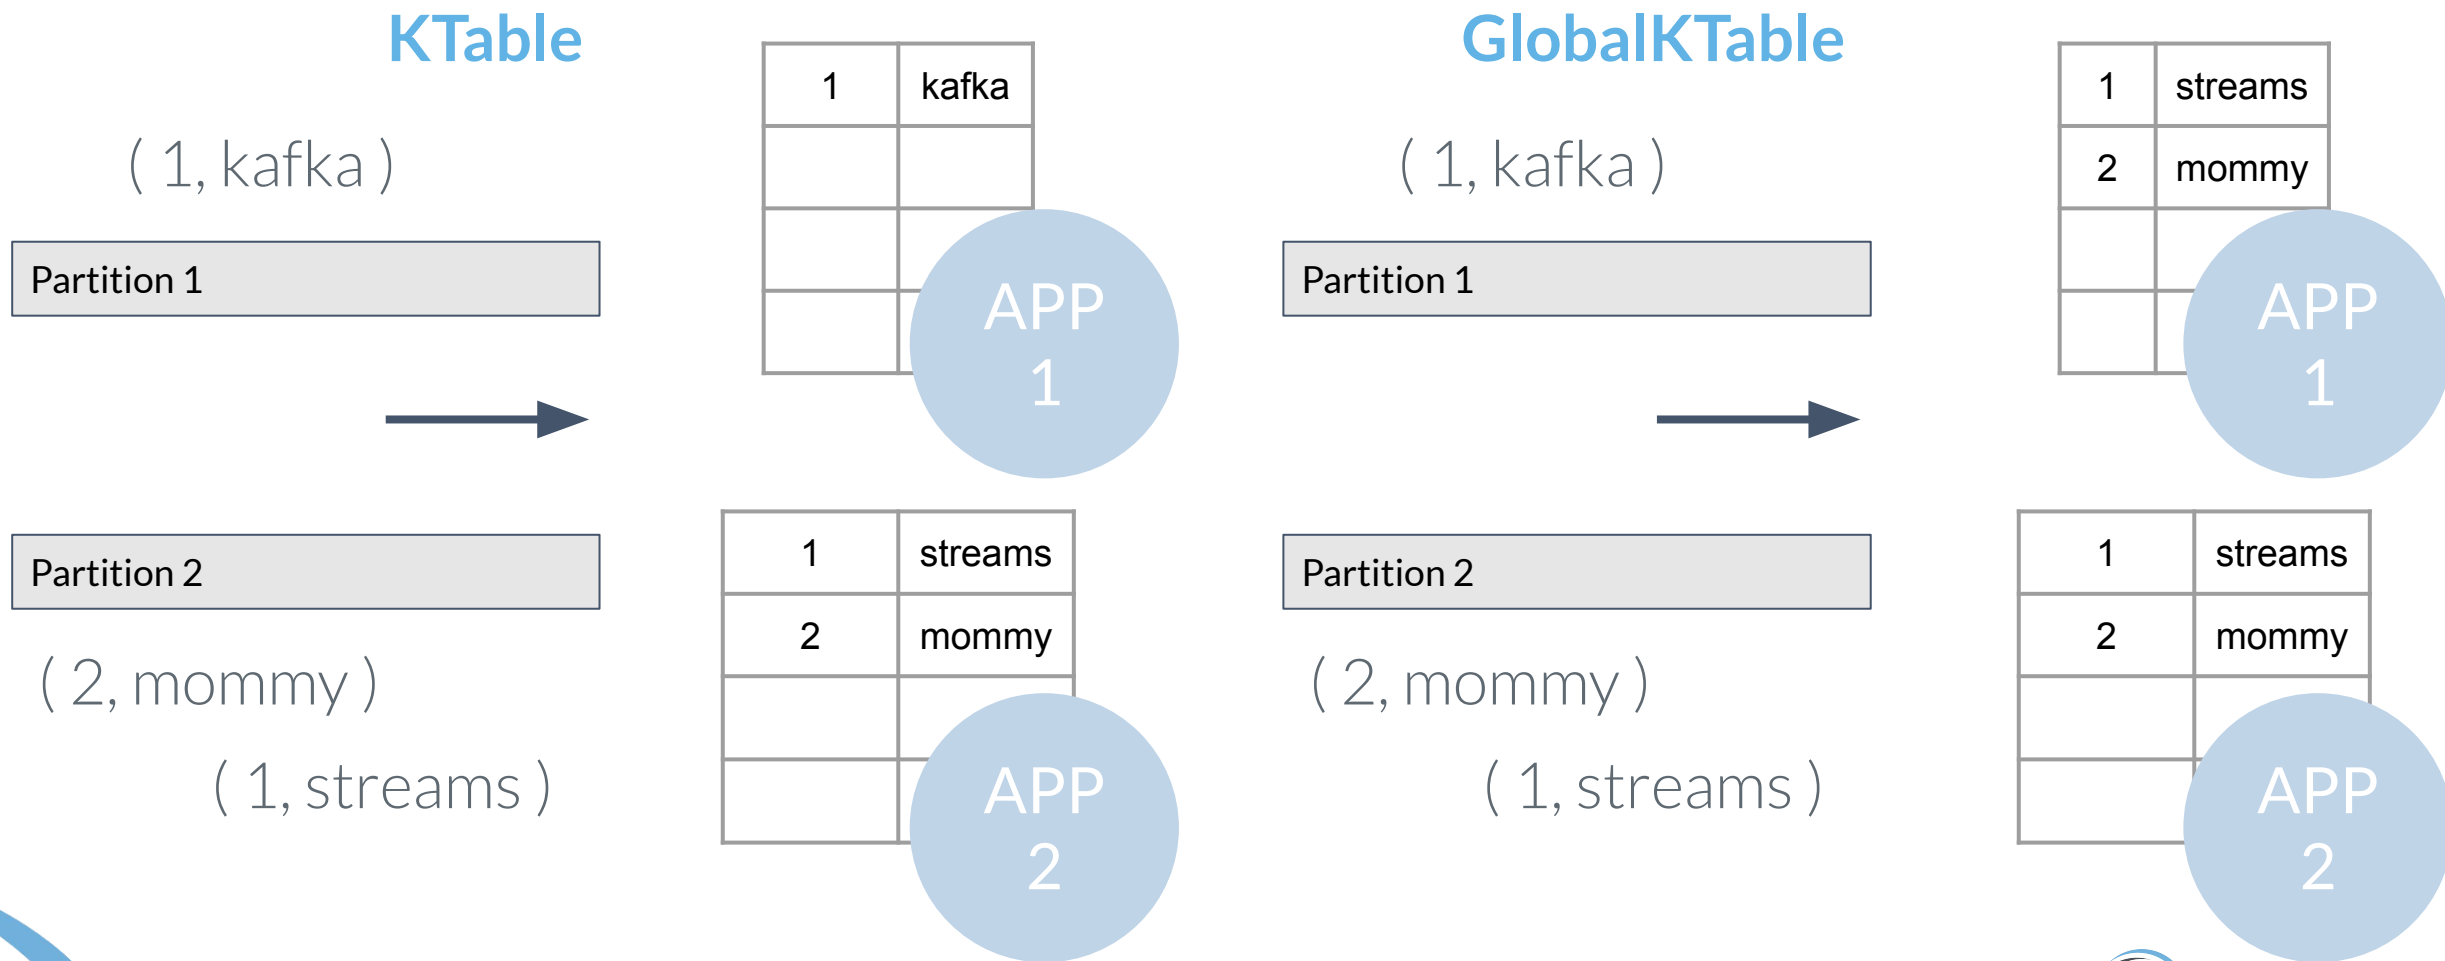 KTable
( 1, kafka )
Partition 1
Partition 2
( 2, mommy )
( 1, streams )
1 kafka
APP
1
1 streams
2 mommy
APP
2
GlobalKTable
( 1, kafka )
Partition 1
Partition 2
( 2, mommy )
( 1, streams )
1 streams
2 mommy
APP
1
1 streams
2 mommy
APP
2